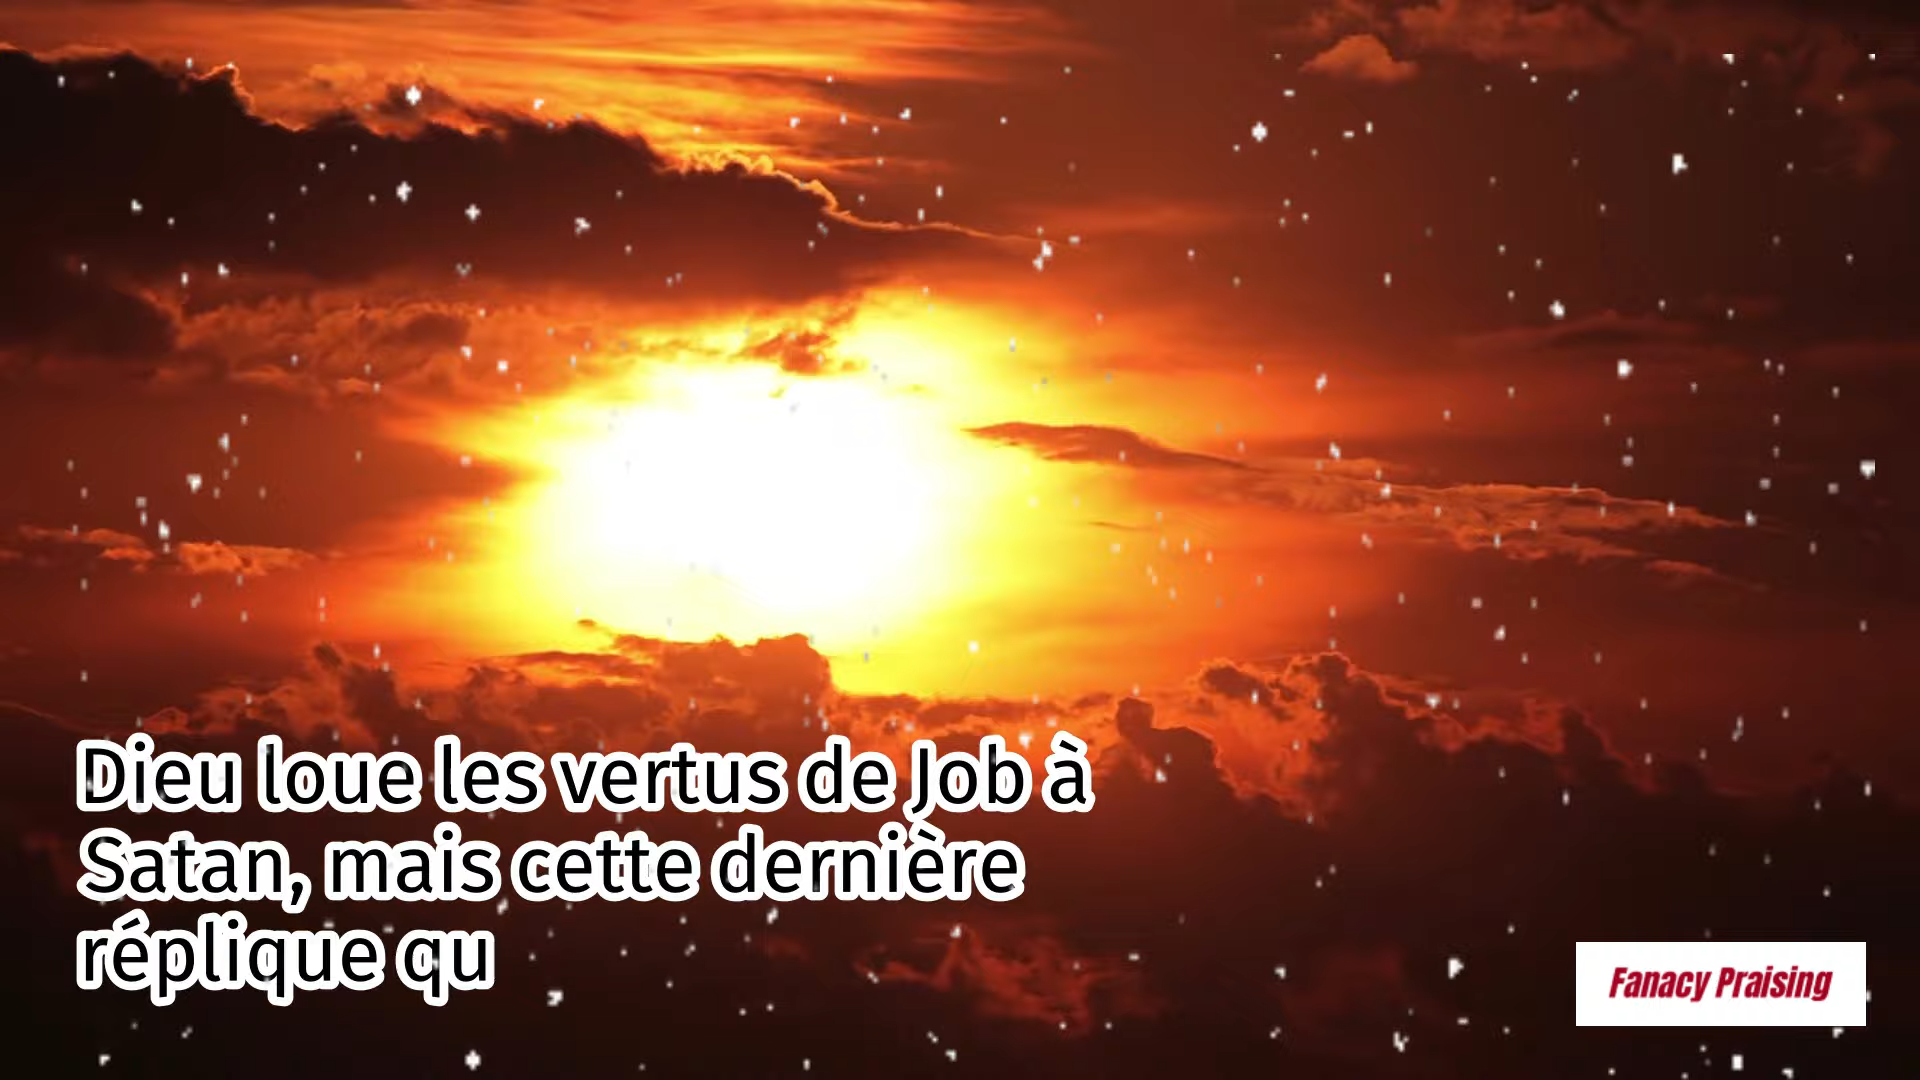 Dieu loue les vertus de Job à
Satan, mais cette dernière
réplique qu
Fanacy Praising